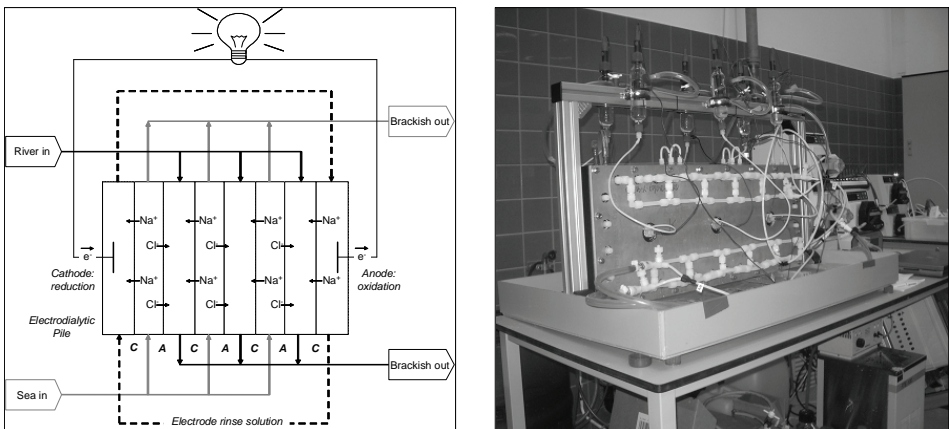 Brackish out
River in
Na⁺
Na⁺
Na⁺
Na⁺
Cl⁻
Cl⁻
Cl⁻
e⁻
e⁻
Cathode:
reduction
Na⁺
Na⁺
Na⁺
Na⁺
Anode:
oxidation
Cl⁻
Cl⁻
Cl⁻
Electrodialytic
Pile
C A C A C A C
Brackish out
Sea in
Electrode rinse solution